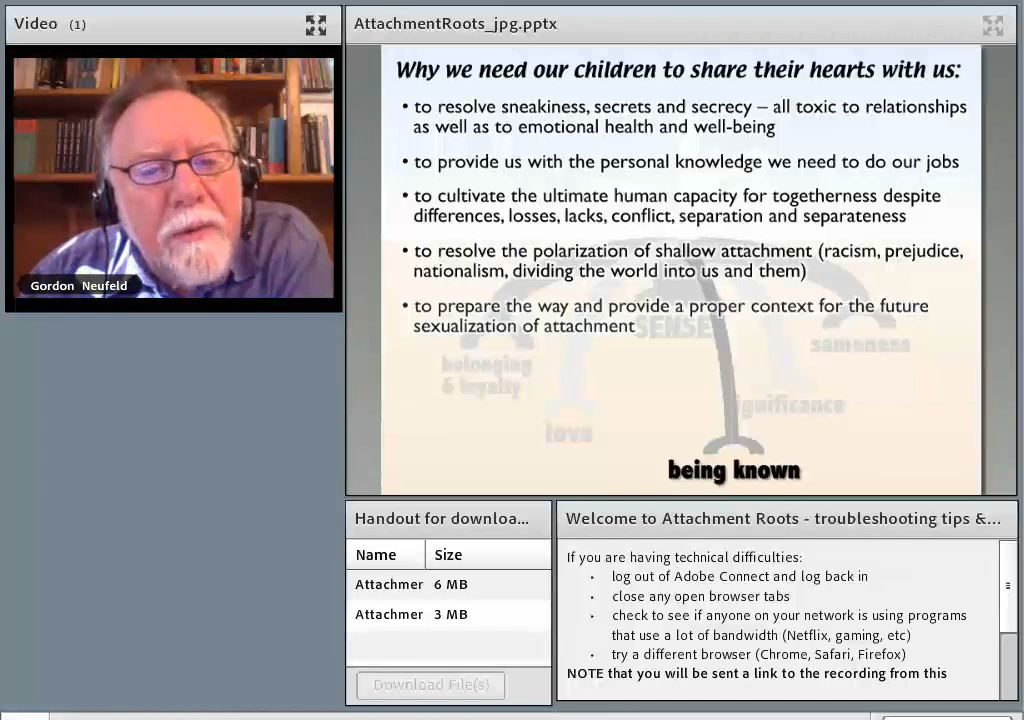 Video (1)
Gordon Neufeld
AttachmentRoots_jpg.pptx
Why we need our children to share their hearts with us:
• to resolve sneakiness, secrets and secrecy – all toxic to relationships
as well as to emotional health and well-being
• to provide us with the personal knowledge we need to do our jobs
• to cultivate the ultimate human capacity for togetherness despite
differences, losses, lacks, conflict, separation and separateness
• to resolve the polarization of shallow attachment (racism, prejudice,
nationalism, dividing the world into us and them)
• to prepare the way and provide a proper context for the future
sexualization of attachment
SENSE
sameness
belonging
& loyalty
love
being known
Handout for downloa...
Name Size
Attachmer 6 MB
Attachmer 3 MB
Download File(s)
Welcome to Attachment Roots - troubleshooting tips &...
If you are having technical difficulties:
• log out of Adobe Connect and log back in
• close any open browser tabs
• check to see if anyone on your network is using programs
that use a lot of bandwidth (Netflix, gaming, etc)
• try a different browser (Chrome, Safari, Firefox)
NOTE that you will be sent a link to the recording from this